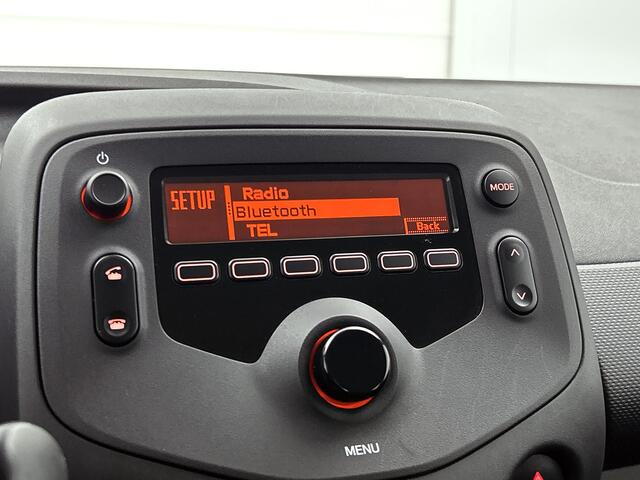 SETUP
Radio
Bluetooth
TEL
Back
MODE
MENU